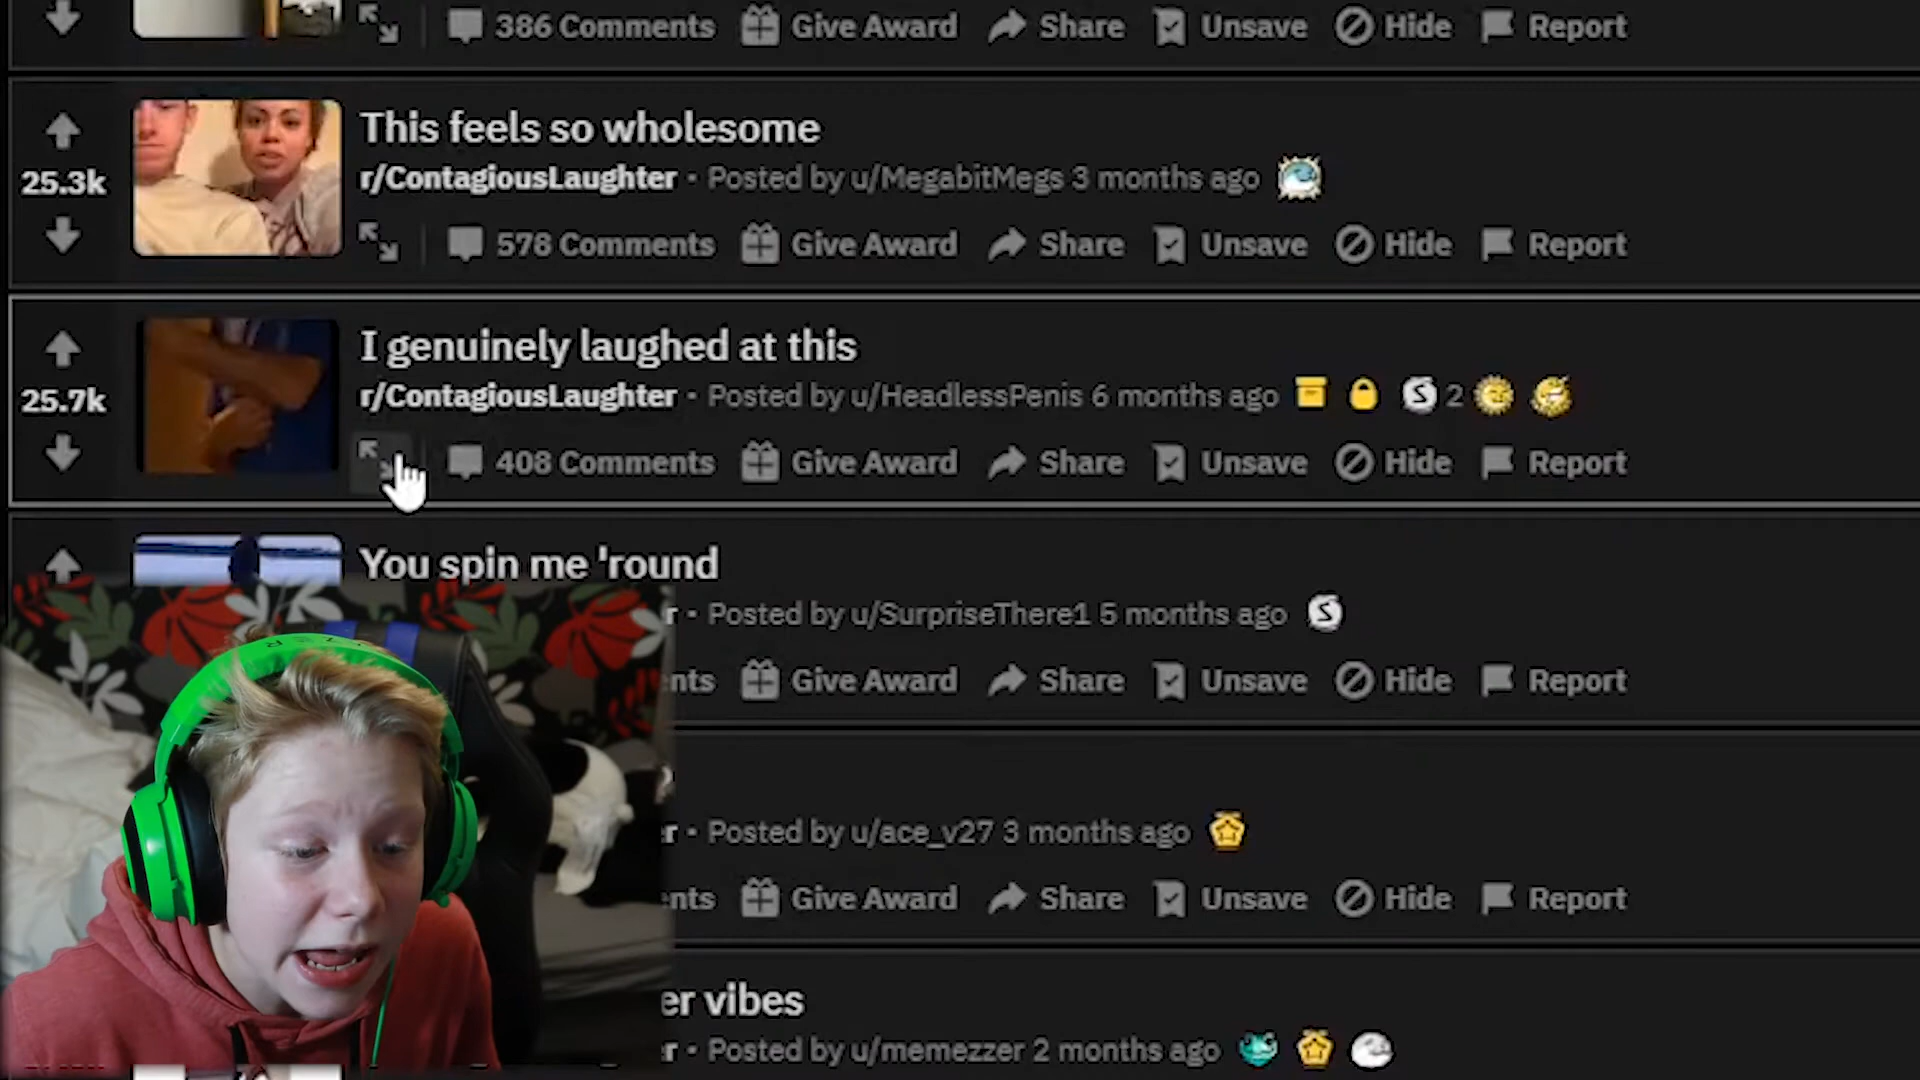 386 Comments Give Award Share Unsave Hide Report
This feels so wholesome
25.3k
r/ContagiousLaughter • Posted by u/MegabitMegs 3 months ago
578 Comments Give Award Share Unsave Hide Report
I genuinely laughed at this
25.7k
r/ContagiousLaughter • Posted by u/HeadlessPenis 6 months ago S 2
408 Comments Give Award Share Unsave Hide Report
You spin me 'round
r • Posted by u/SurpriseThere1 5 months ago S
nts Give Award Share Unsave Hide Report
r • Posted by u/ace_v27 3 months ago
nts Give Award Share Unsave Hide Report
er vibes
r • Posted by u/memezzer 2 months ago